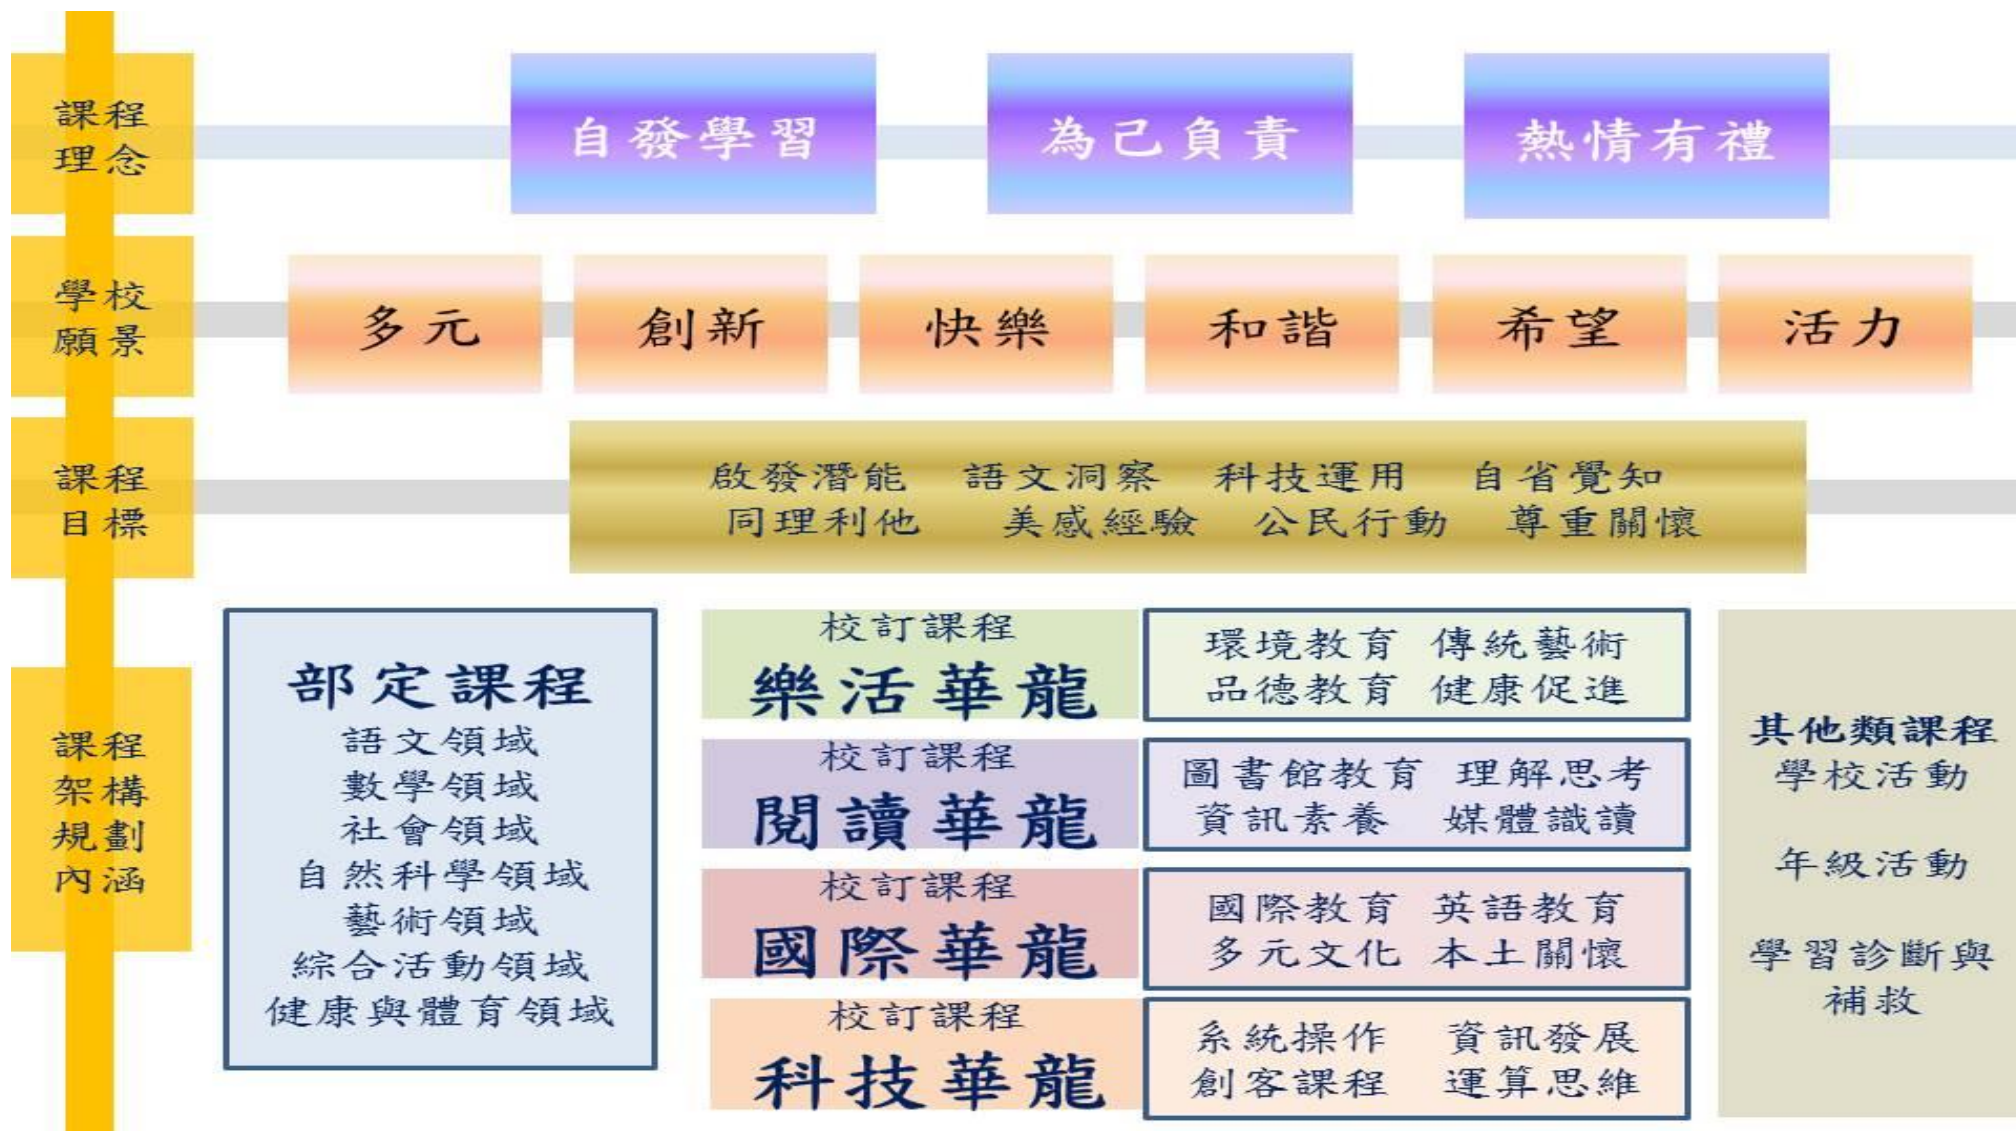 課程
理念
自發學習
為己負責
熱情有禮
學校
願景
多元
創新
快樂
和諧
希望
活力
課程
目標
啟發潛能 語文洞察 科技運用 自省覺知
同理利他 美感經驗 公民行動 尊重關懷
課程
架構
規劃
內涵
部定課程
語文領域
數學領域
社會領域
自然科學領域
藝術領域
綜合活動領域
健康與體育領域
校訂課程
樂活華龍
環境教育 傳統藝術
品德教育 健康促進
校訂課程
閱讀華龍
圖書館教育 理解思考
資訊素養 媒體識讀
校訂課程
國際華龍
國際教育 英語教育
多元文化 本土關懷
校訂課程
科技華龍
系統操作 資訊發展
創客課程 運算思維
其他類課程
學校活動
年級活動
學習診斷與
補救